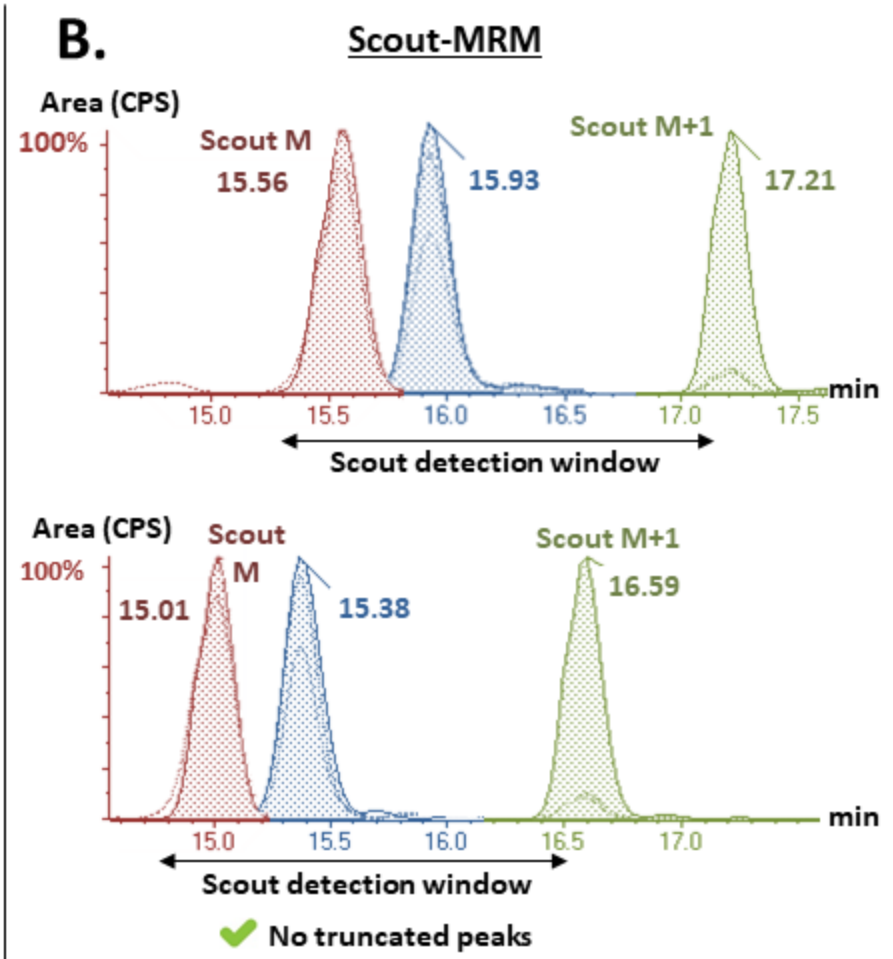 B.
Scout-MRM
Area (CPS)
100%
Scout M
15.56
15.93
Scout M+1
17.21
15.0 15.5 16.0 16.5 17.0 17.5 min
Scout detection window
Area (CPS)
100%
Scout
M
15.01
15.38
Scout M+1
16.59
15.0 15.5 16.0 16.5 17.0 min
Scout detection window
No truncated peaks